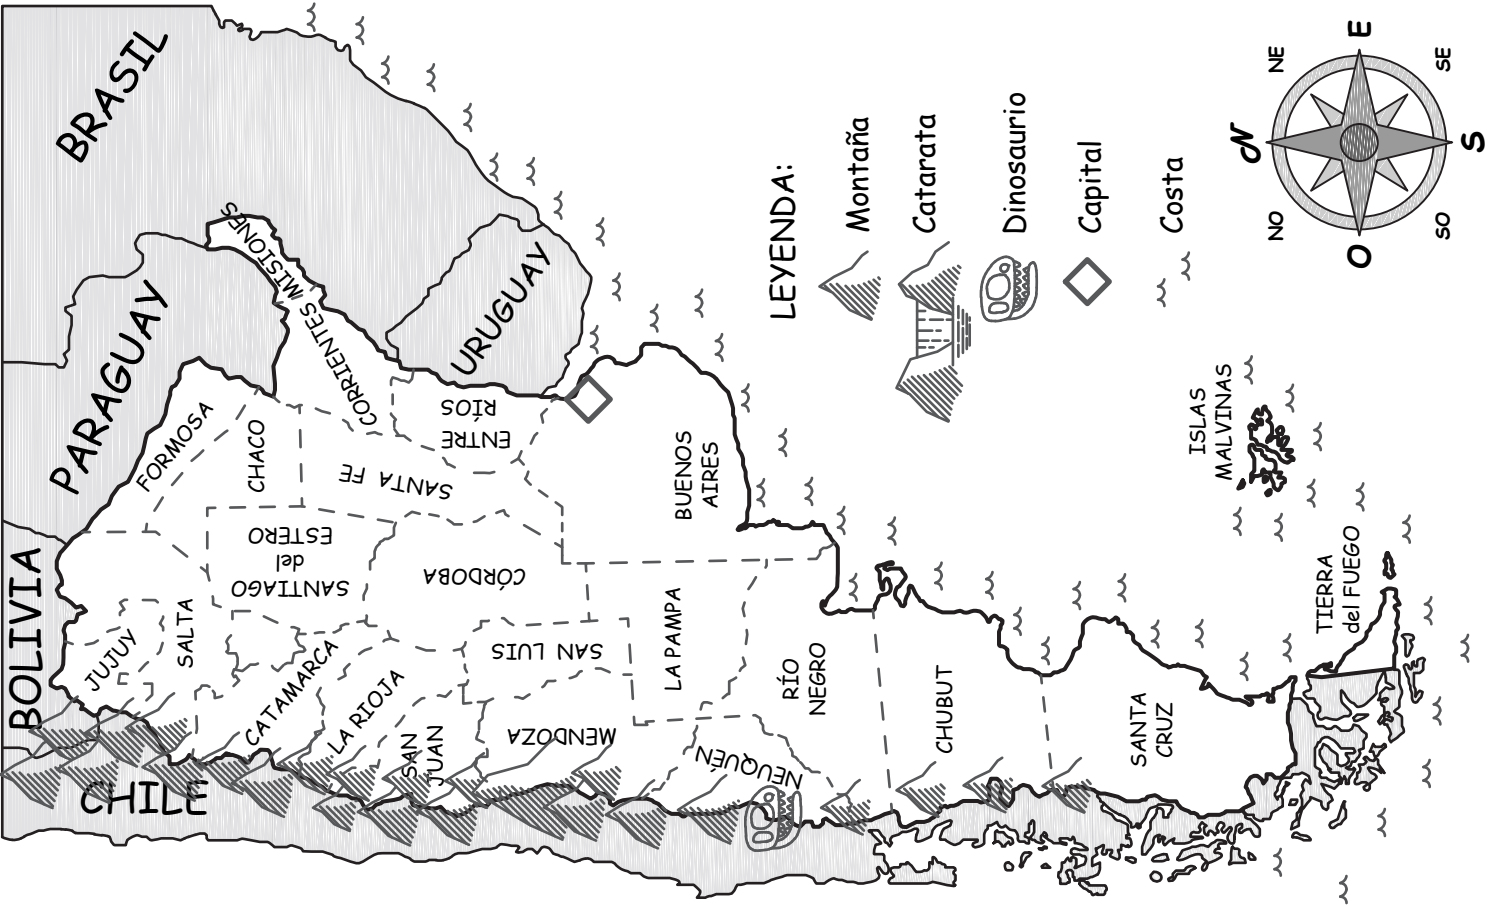 BRASIL
PARAGUAY
BOLIVIA
CHILE
URUGUAY
MISIONES
CORRIENTES
FORMOSA
CHACO
SANTA FE
ENTRE
RÍOS
SANTIAGO
del
ESTERO
CÓRDOBA
BUENOS
AIRES
JUJUY
SALTA
CATAMARCA
LA RIOJA
SAN
JUAN
SAN LUIS
MENDOZA
LA PAMPA
NEUQUÉN
RÍO
NEGRO
CHUBUT
SANTA
CRUZ
TIERRA
del FUEGO
ISLAS
MALVINAS
LEYENDA:
Montaña
Catarata
Dinosaurio
Capital
Costa
N
NE
E
SE
S
SO
O
NO